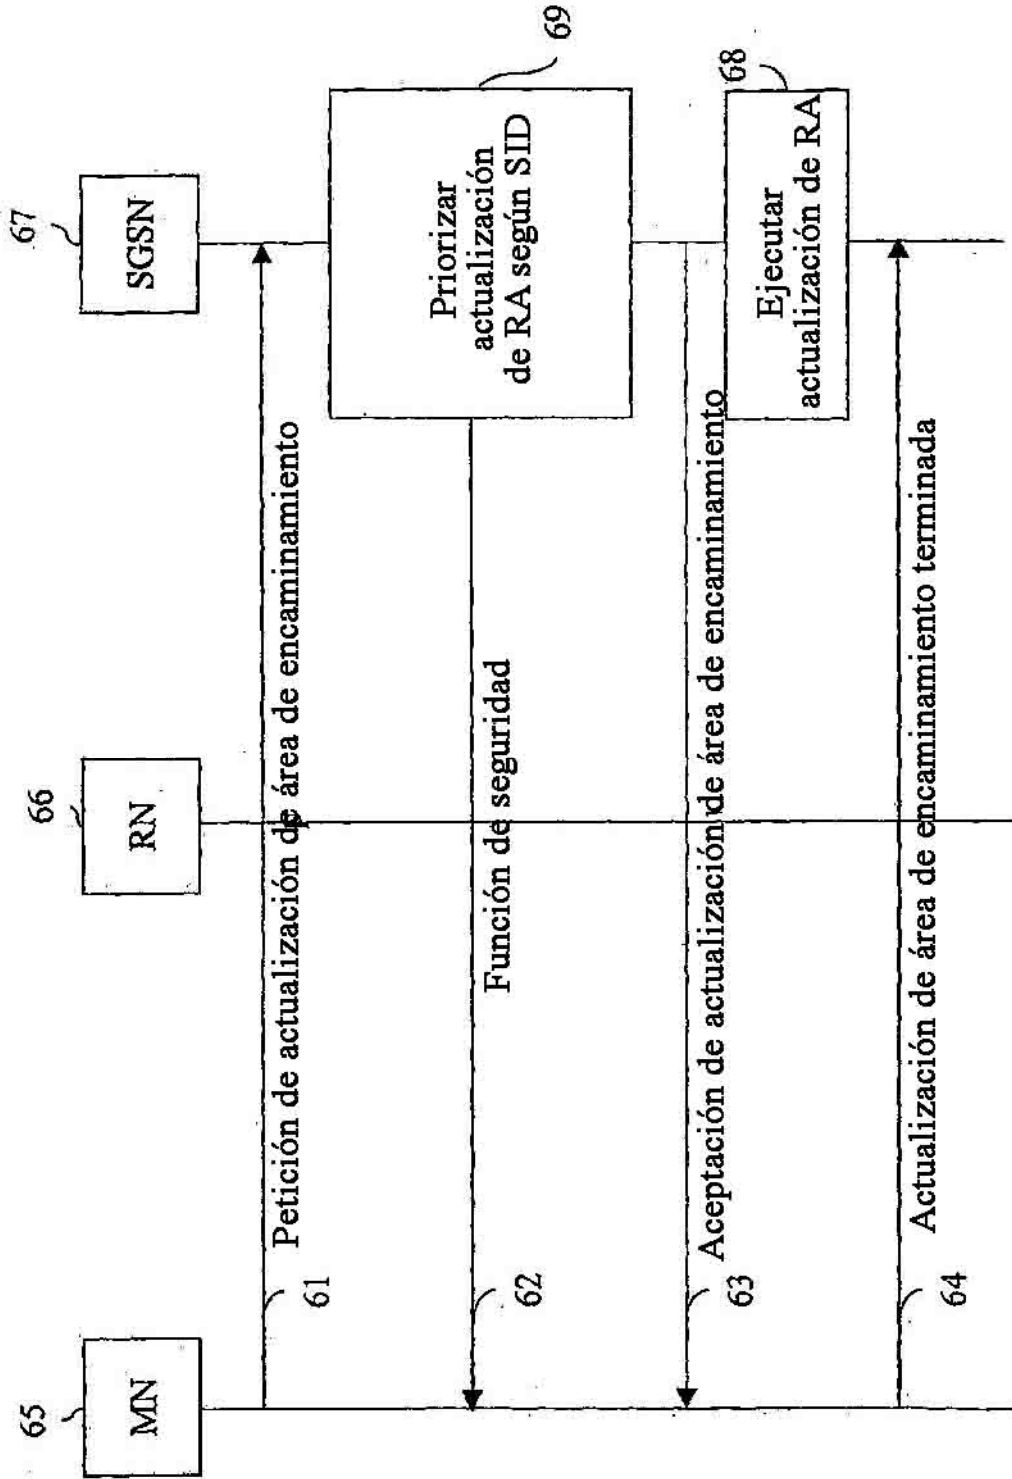 65
MN
66
RN
67
SGSN
61
Petición de actualización de área de encaminamiento
Priorizar
actualización
de RA según SID
69
62
Función de seguridad
63
Aceptación de actualización de área de encaminamiento
68
Ejecutar
actualización de RA
64
Actualización de área de encaminamiento terminada